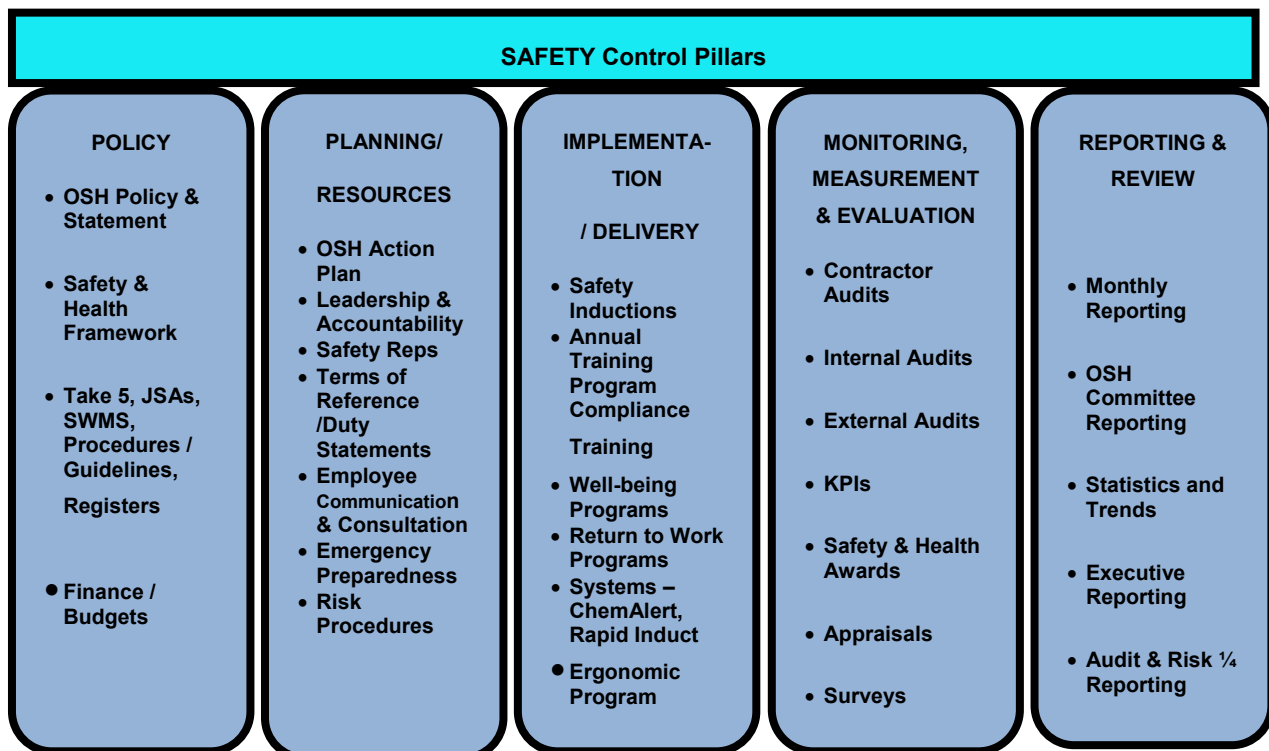 SAFETY Control Pillars
POLICY
• OSH Policy &
Statement
• Safety &
Health
Framework
• Take 5, JSAs,
SWMS,
Procedures /
Guidelines,
Registers
• Finance /
Budgets
PLANNING/
RESOURCES
• OSH Action
Plan
• Leadership &
Accountability
• Safety Reps
• Terms of
Reference
/Duty
Statements
• Employee
Communication
& Consultation
• Emergency
Preparedness
• Risk
Procedures
IMPLEMENTA-
TION
/ DELIVERY
• Safety
Inductions
• Annual
Training
Program
Compliance
Training
• Well-being
Programs
• Return to Work
Programs
• Systems –
ChemAlert,
Rapid Induct
• Ergonomic
Program
MONITORING,
MEASUREMENT
& EVALUATION
• Contractor
Audits
• Internal Audits
• External Audits
• KPIs
• Safety & Health
Awards
• Appraisals
• Surveys
REPORTING &
REVIEW
• Monthly
Reporting
• OSH
Committee
Reporting
• Statistics and
Trends
• Executive
Reporting
• Audit & Risk ¼
Reporting